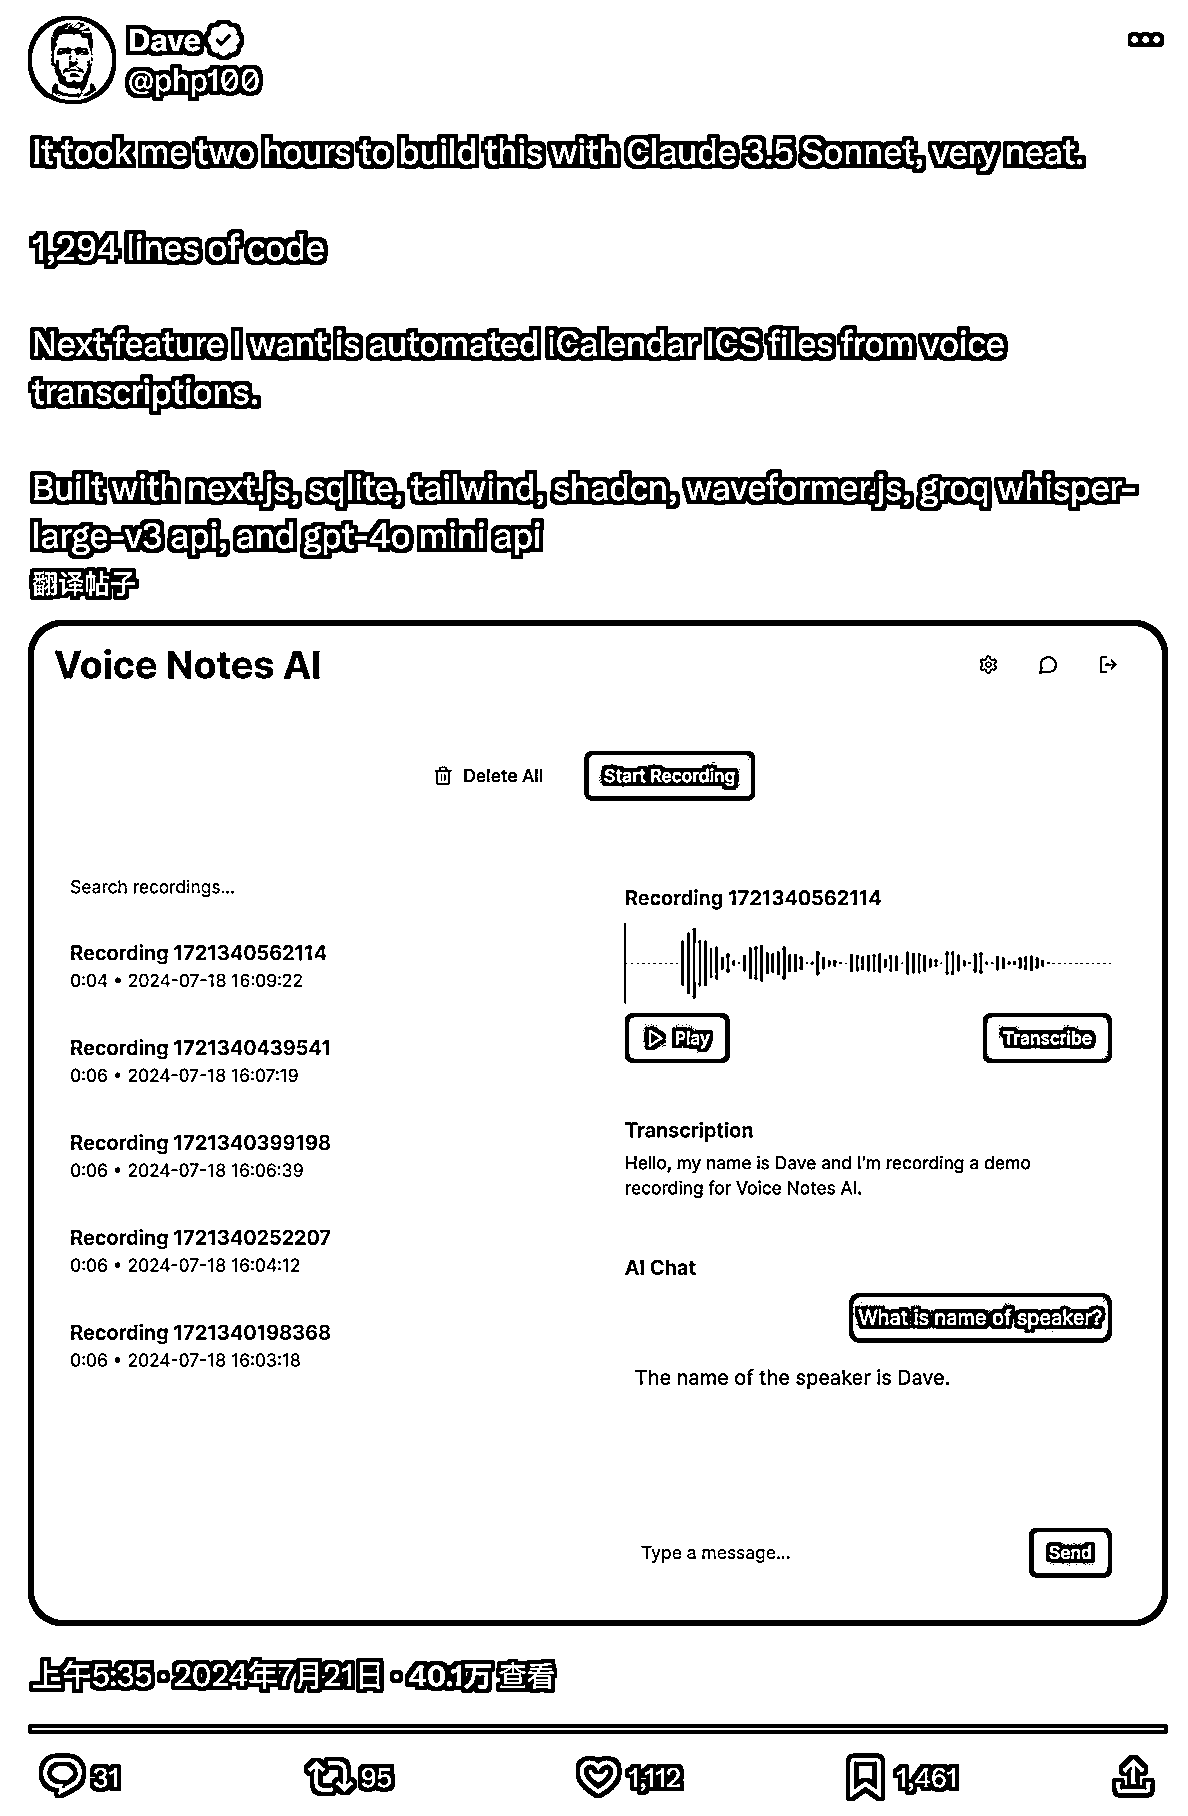 Dave
@php100
It took me two hours to build this with Claude 3.5 Sonnet, very neat.
1,294 lines of code
Next feature I want is automated iCalendar ICS files from voice
transcriptions.
Built with next.js, sqlite, tailwind, shadcn, waveformer.js, groq whisper-
large-v3 api, and gpt-4o mini api
翻译帖子
Voice Notes AI
Delete All
Start Recording
Search recordings...
Recording 1721340562114
0:04 • 2024-07-18 16:09:22
Recording 1721340439541
0:06 • 2024-07-18 16:07:19
Recording 1721340399198
0:06 • 2024-07-18 16:06:39
Recording 1721340252207
0:06 • 2024-07-18 16:04:12
Recording 1721340198368
0:06 • 2024-07-18 16:03:18
Recording 1721340562114
Play
Transcribe
Transcription
Hello, my name is Dave and I'm recording a demo
recording for Voice Notes AI.
AI Chat
What is name of speaker?
The name of the speaker is Dave.
Type a message...
Send
上午5:35 · 2024年7月21日 · 40.1万 查看
31
95
1,112
1,461